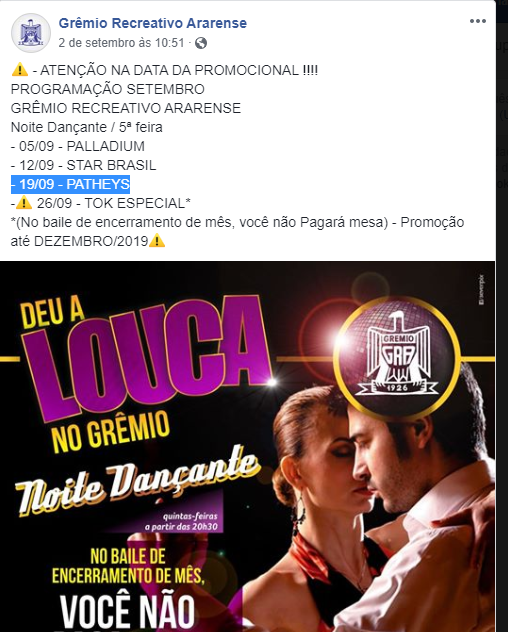 Grêmio Recreativo Ararense
2 de setembro às 10:51 ·
⚠ - ATENÇÃO NA DATA DA PROMOCIONAL !!!!
PROGRAMAÇÃO SETEMBRO
GRÊMIO RECREATIVO ARARENSE
Noite Dançante / 5ª feira
- 05/09 - PALLADIUM
- 12/09 - STAR BRASIL
- 19/09 - PATHEYS
-⚠ 26/09 - TOK ESPECIAL*
*(No baile de encerramento de mês, você não Pagará mesa) - Promoção
até DEZEMBRO/2019⚠
DEU A
LOUCA
NO GRÊMIO
GREMIO
GRA
1926
Noite Dançante
quintas-feiras
a partir das 20h30
NO BAILE DE
ENCERRAMENTO DE MÊS,
VOCÊ NÃO